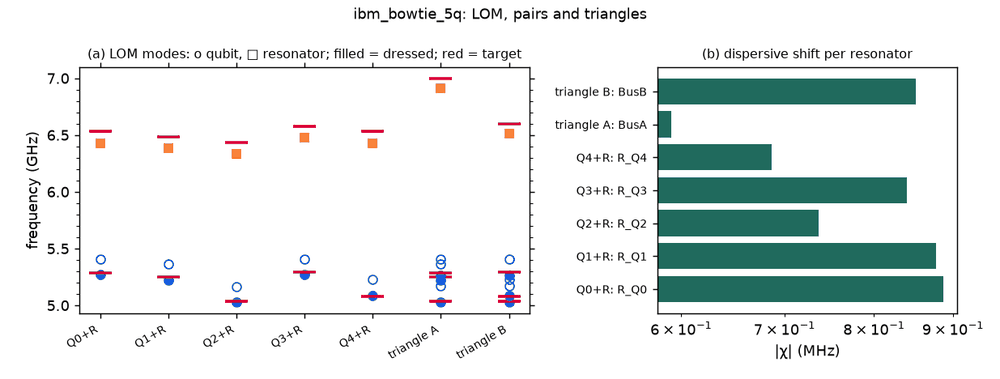 ibm_bowtie_5q: LOM, pairs and triangles
(a) LOM modes: o qubit, □ resonator; filled = dressed; red = target
frequency (GHz)
7.0
6.5
6.0
5.5
5.0
Q0+R
Q1+R
Q2+R
Q3+R
Q4+R
triangle A
triangle B
(b) dispersive shift per resonator
triangle B: BusB
triangle A: BusA
Q4+R: R_Q4
Q3+R: R_Q3
Q2+R: R_Q2
Q1+R: R_Q1
Q0+R: R_Q0
6 × 10⁻¹
7 × 10⁻¹
8 × 10⁻¹
9 × 10⁻¹
|χ| (MHz)